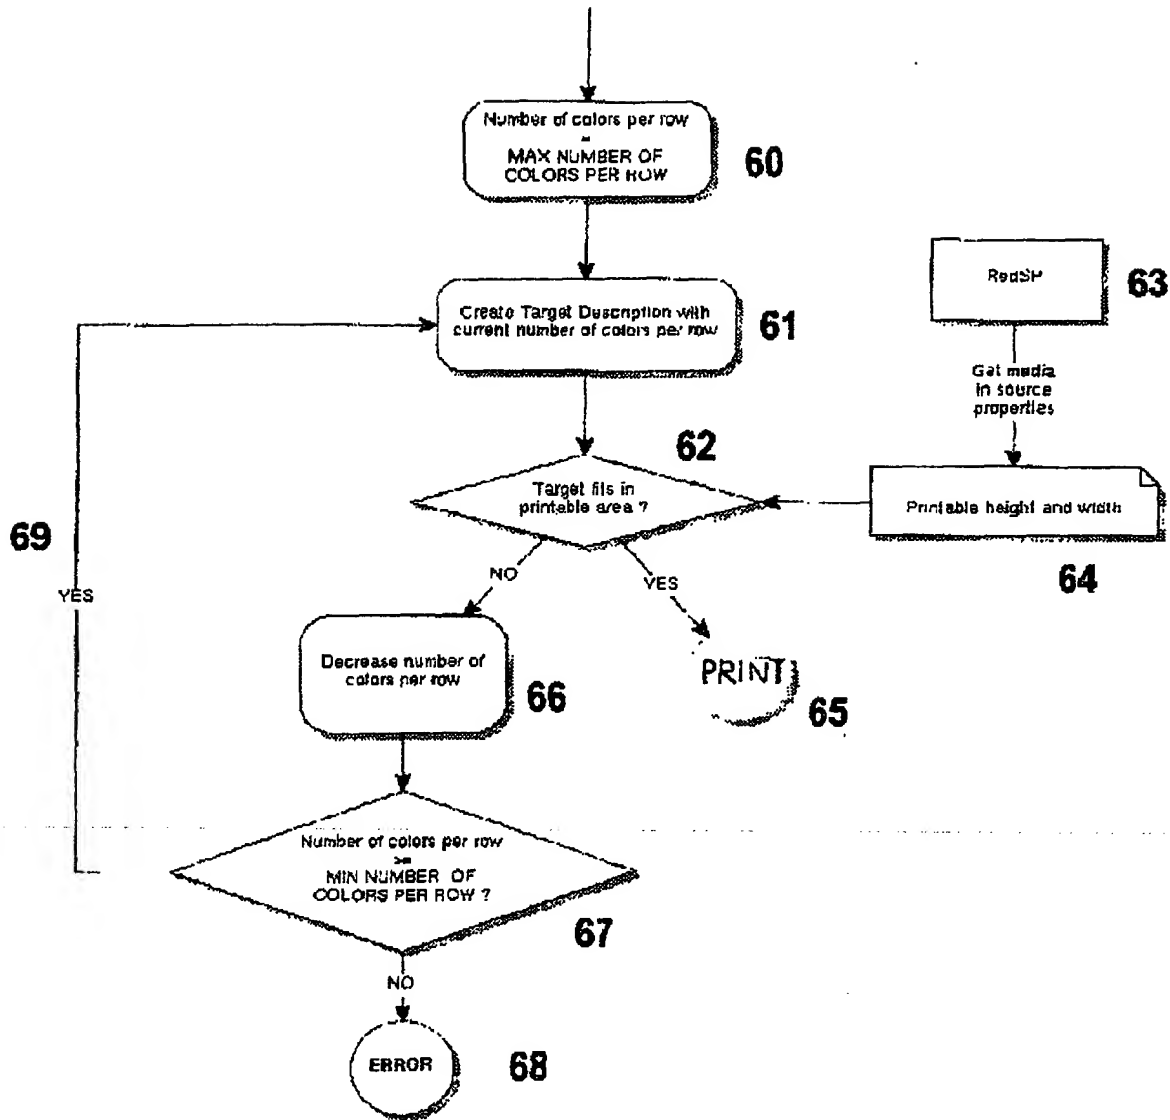 Number of colors per row
=
MAX NUMBER OF
COLORS PER ROW
60
Create Target Description with
current number of colors per row
61
RedSP
63
Get media
in source
properties
62
Target fits in
printable area ?
Printable height and width
64
69
YES
NO
YES
Decrease number of
colors per row
66
PRINT
65
Number of colors per row
>=
MIN NUMBER OF
COLORS PER ROW ?
67
NO
ERROR
68